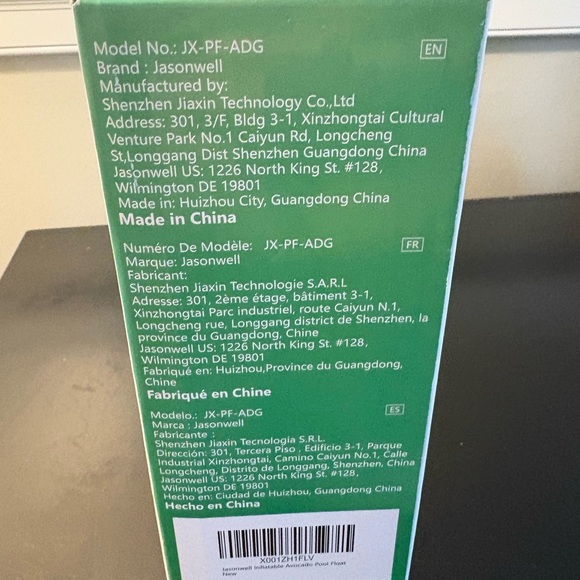 Model No.: JX-PF-ADG
EN
Brand : Jasonwell
Manufactured by:
Shenzhen Jiaxin Technology Co.,Ltd
Address: 301, 3/F, Bldg 3-1, Xinzhongtai Cultural
Venture Park No.1 Caiyun Rd, Longcheng
St,Longgang Dist Shenzhen Guangdong China
Jasonwell US: 1226 North King St. #128,
Wilmington DE 19801
Made in: Huizhou City, Guangdong China
Made in China
Numéro De Modèle: JX-PF-ADG
FR
Marque: Jasonwell
Fabricant:
Shenzhen Jiaxin Technologie S.A.R.L
Adresse: 301, 2ème étage, bâtiment 3-1,
Xinzhongtai Parc industriel, route Caiyun N.1,
Longcheng rue, Longgang district de Shenzhen, la
province du Guangdong, Chine
Jasonwell US: 1226 North King St. #128,
Wilmington DE 19801
Fabriqué en: Huizhou,Province du Guangdong,
Chine
Fabriqué en Chine
Modelo.: JX-PF-ADG
ES
Marca : Jasonwell
Fabricante :
Shenzhen Jiaxin Tecnología S.R.L
Dirección: 301, Tercera Piso , Edificio 3-1, Parque
Industrial Xinzhongtai, Camino Caiyun No.1, Calle
Longcheng, Distrito de Longgang, Shenzhen, China
Jasonwell US: 1226 North King St. #128,
Wilmington DE 19801
Hecho en: Ciudad de Huizhou, Guangdong China
Hecho en China
X001ZH1FLV
Jasonwell Inflatable Avocado Pool Float
New